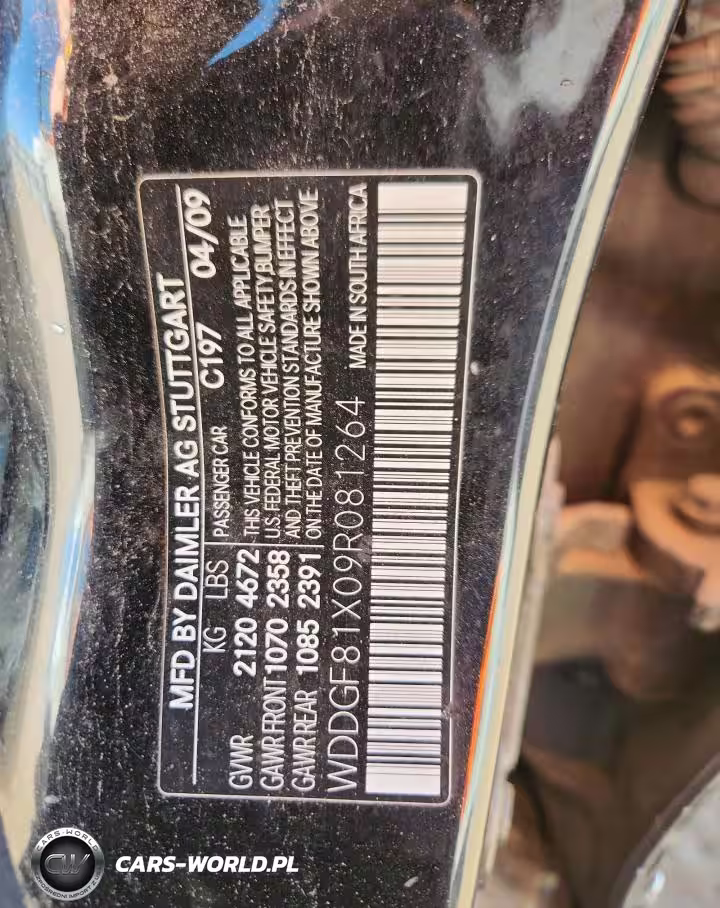 MFD BY DAIMLER AG STUTTGART
KG LBS PASSENGER CAR C197 04/09
GVWR 2120 4672 THIS VEHICLE CONFORMS TO ALL APPLICABLE
GAWR FRONT 1070 2358 U.S. FEDERAL MOTOR VEHICLE SAFETY, BUMPER
GAWR REAR 1085 2391 AND THEFT PREVENTION STANDARDS IN EFFECT
ON THE DATE OF MANUFACTURE SHOWN ABOVE
WDDGF81X09R081264 MADE IN SOUTH AFRICA
CARS-WORLD
CW
CARS-WORLD.PL